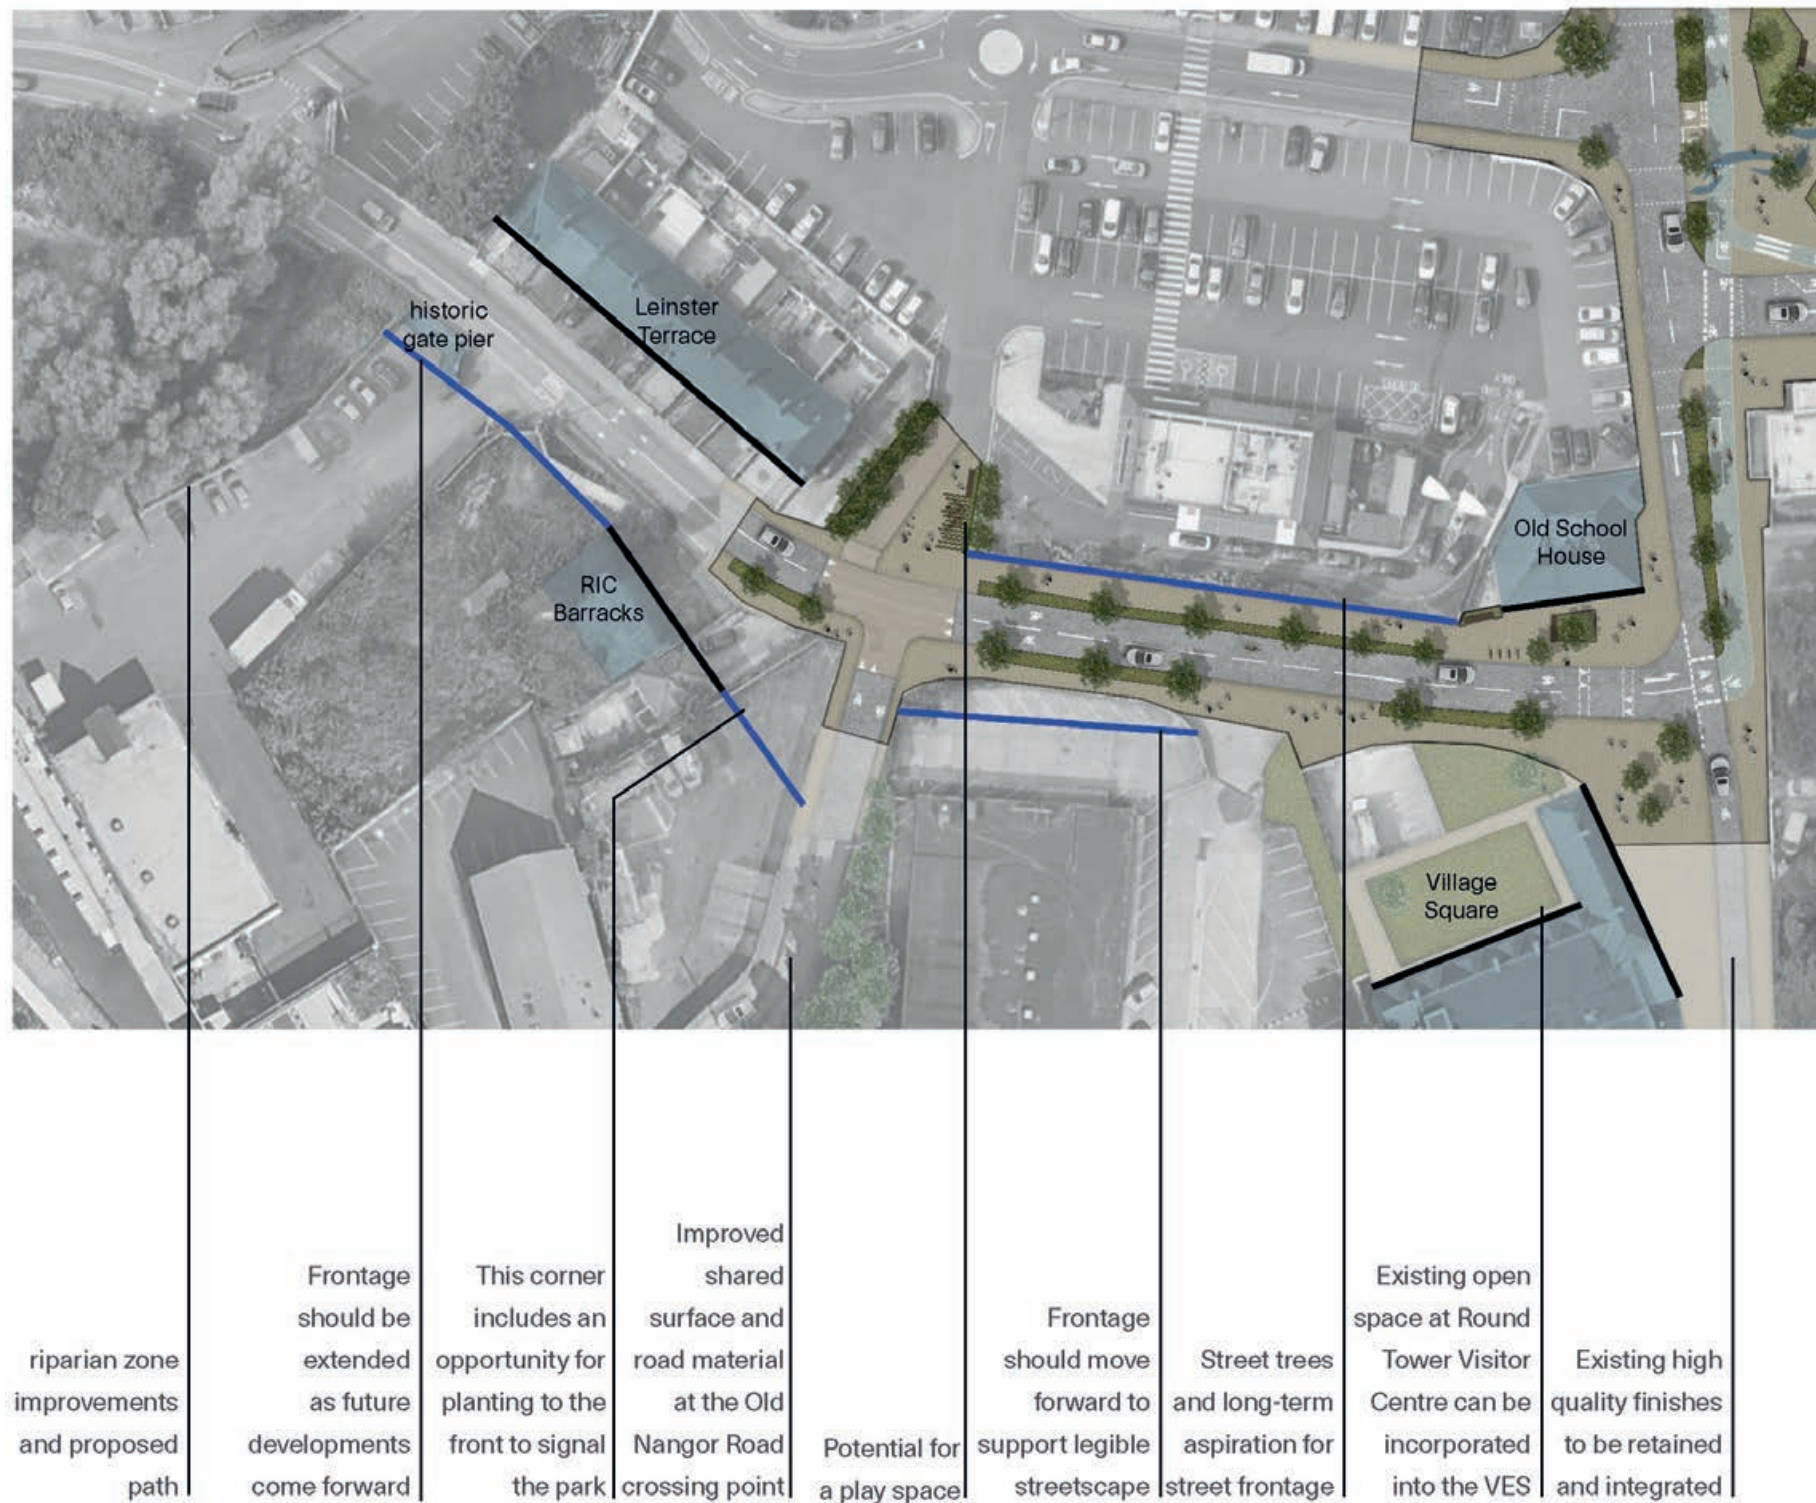 historic
gate pier
Leinster
Terrace
RIC
Barracks
Old School
House
Village
Square
riparian zone
improvements
and proposed
path
Frontage
should be
extended
as future
developments
come forward
This corner
includes an
opportunity for
planting to the
front to signal
the park
Improved
shared
surface and
road material
at the Old
Nangor Road
crossing point
Potential for
a play space
Frontage
should move
forward to
support legible
streetscape
Street trees
and long-term
aspiration for
street frontage
Existing open
space at Round
Tower Visitor
Centre can be
incorporated
into the VES
Existing high
quality finishes
to be retained
and integrated